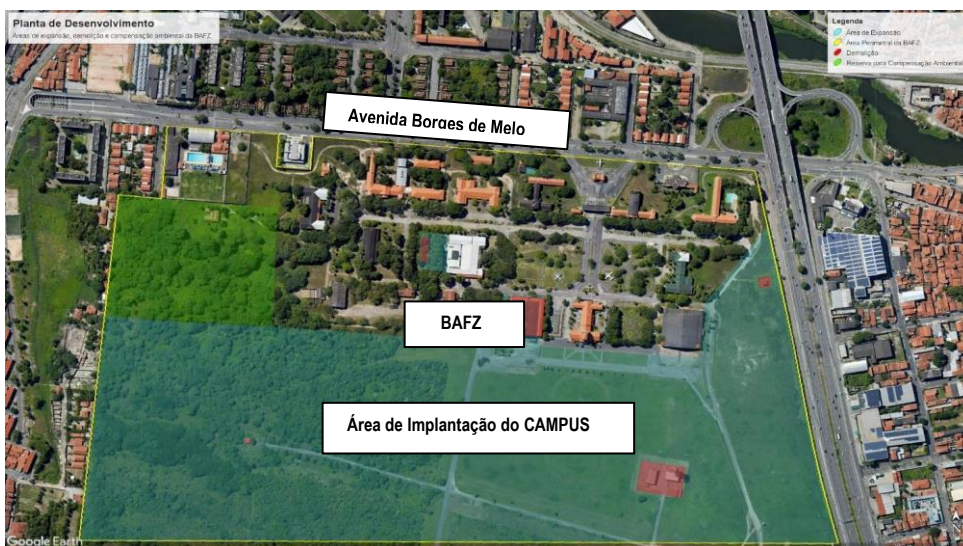 Planta de Desenvolvimento
Áreas de expansão, demolição e compensação ambiental da BAFZ.
Legenda
Área de Expansão
Área Perimetral da BAFZ
Demolição
Reserva para Compensação Ambiental
Avenida Borges de Melo
BAFZ
Área de Implantação do CAMPUS
Google Earth
N